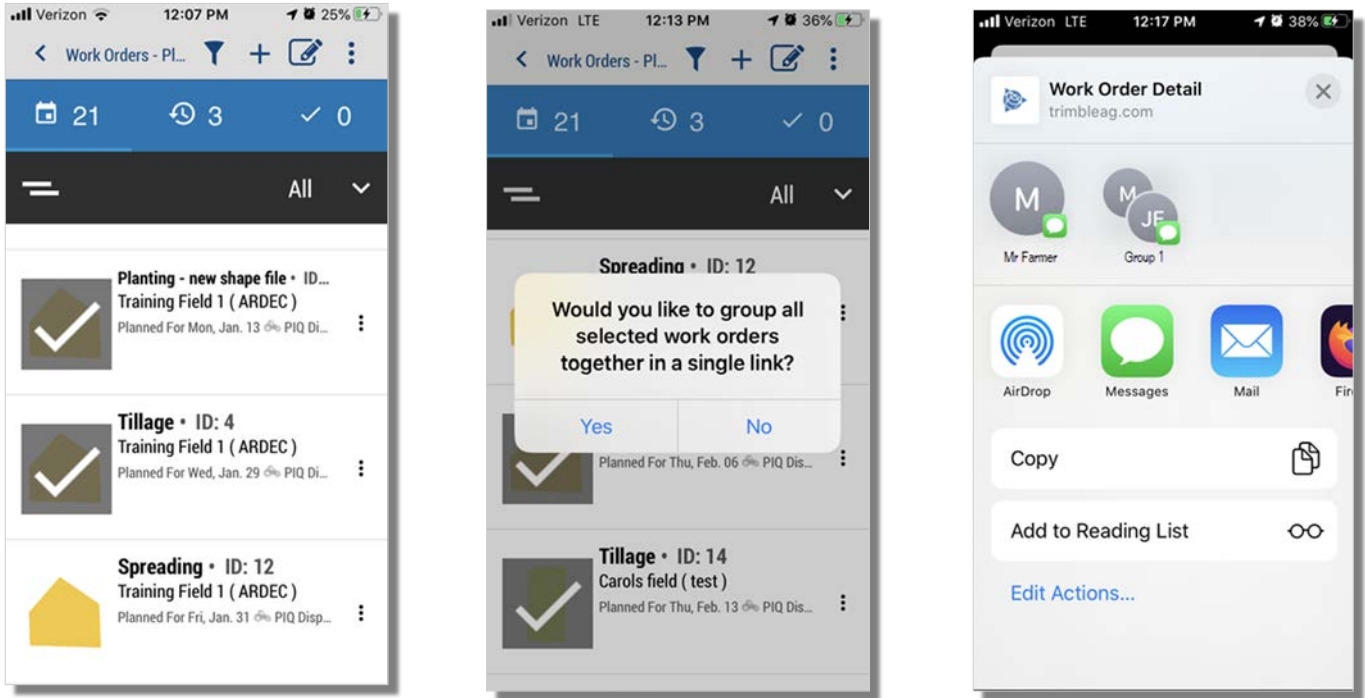 Verizon 12:07 PM 25%
Work Orders - Pl...
21 3 0
All
Planting - new shape file • ID...
Training Field 1 ( ARDEC )
Planned For Mon, Jan. 13 PIQ Di...
Tillage • ID: 4
Training Field 1 ( ARDEC )
Planned For Wed, Jan. 29 PIQ Di...
Spreading • ID: 12
Training Field 1 ( ARDEC )
Planned For Fri, Jan. 31 PIQ Disp...
Verizon LTE 12:13 PM 36%
Work Orders - Pl...
21 3 0
All
Spreading • ID: 12
Would you like to group all
selected work orders
together in a single link?
Yes No
Planned For Thu, Feb. 06 PIQ Dis...
Tillage • ID: 14
Carols field ( test )
Planned For Thu, Feb. 13 PIQ Dis...
Verizon LTE 12:17 PM 38%
Work Order Detail
trimbleag.com
M M JF
Mr Farmer Group 1
AirDrop Messages Mail Fir
Copy
Add to Reading List
Edit Actions...